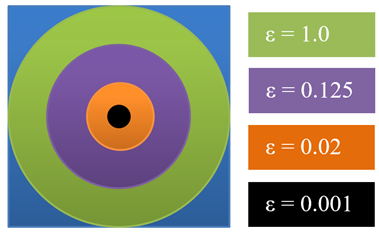 ε = 1.0
ε = 0.125
ε = 0.02
ε = 0.001